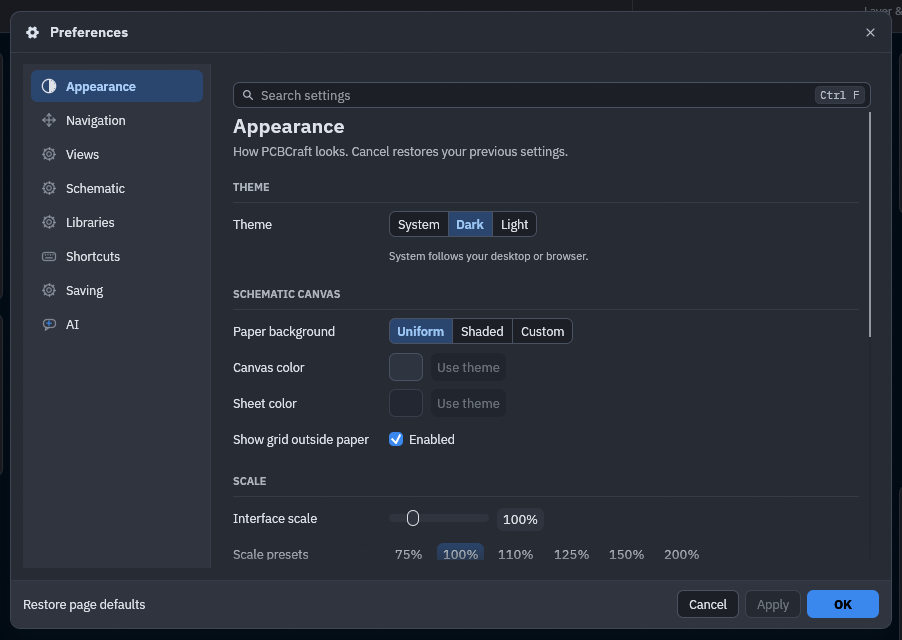 Layer &
Preferences
Appearance
Navigation
Views
Schematic
Libraries
Shortcuts
Saving
AI
Search settings Ctrl F
Appearance
How PCBCraft looks. Cancel restores your previous settings.
THEME
Theme System Dark Light
System follows your desktop or browser.
SCHEMATIC CANVAS
Paper background Uniform Shaded Custom
Canvas color Use theme
Sheet color Use theme
Show grid outside paper Enabled
SCALE
Interface scale 100%
Scale presets 75% 100% 110% 125% 150% 200%
Restore page defaults Cancel Apply OK